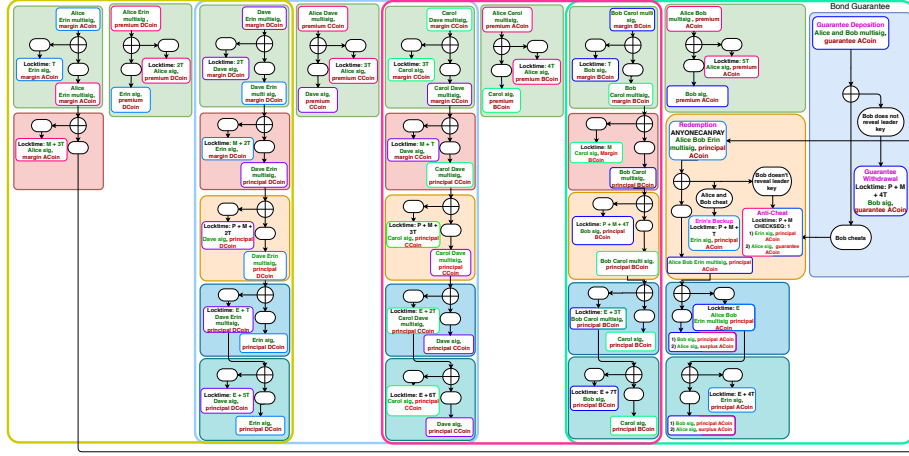 Alice
Erin multisig,
margin ACoin
Locktime: T
Erin sig,
margin ACoin
Alice
Erin multisig,
margin ACoin
Locktime: M + 3T
Alice sig,
margin ACoin
Alice Erin
multisig ,
premium DCoin
Locktime: 2T
Alice sig,
premium DCoin
Erin sig,
premium
DCoin
Dave
Erin multisig,
margin DCoin
Locktime: 2T
Dave sig,
margin DCoin
Dave Erin
multi sig,
margin DCoin
Locktime: M + 2T
Erin sig,
margin DCoin
Dave Erin
multisig,
principal DCoin
Locktime: P + M +
2T
Dave sig, principal
DCoin
Dave Erin
multisig,
principal
DCoin
Locktime: E + T
Dave Erin
multisig,
principal DCoin
Erin sig,
principal DCoin
Locktime: E + 5T
Dave sig,
principal DCoin
Erin sig,
principal DCoin
Alice Dave
multisig,
premium CCoin
Locktime: 3T
Alice sig,
premium CCoin
Dave sig,
premium
CCoin
Carol
Dave multisig,
margin CCoin
Locktime: 3T
Carol sig,
margin CCoin
Carol Dave
multisig,
margin CCoin
Locktime: M + T
Dave sig,
margin CCoin
Carol Dave
multisig,
principal CCoin
Locktime: P + M +
3T
Carol sig, principal
CCoin
Carol Dave
multisig,
principal
CCoin
Locktime: E + 2T
Carol Dave
multisig,
principal CCoin
Dave sig,
principal CCoin
Locktime: E + 6T
Carol sig, principal
CCoin
Dave sig,
principal CCoin
Alice Carol
multisig,
premium BCoin
Locktime: 4T
Alice sig,
premium BCoin
Carol sig,
premium
BCoin
Bob Carol multi
sig,
margin BCoin
Locktime: T
Bob sig,
margin BCoin
Bob
Carol multisig,
margin BCoin
Locktime: M
Carol sig, Margin
BCoin
Bob Carol
multisig,
principal BCoin
Locktime: P + M + 4T
Bob sig, principal
BCoin
Bob Carol multi sig,
principal BCoin
Locktime: E + 3T
Bob Carol multisig,
principal BCoin
Carol sig,
principal BCoin
Locktime: E + 7T
Bob sig,
principal BCoin
Carol sig,
principal BCoin
Alice Bob
multisig , premium
ACoin
Locktime: 5T
Alice sig, premium
ACoin
Bob sig,
premium ACoin
Redemption
ANYONECANPAY
Alice Bob Erin
multisig, principal
ACoin
Bob doesn't
reveal leader
key
Alice and
Bob cheat
Erin's Backup
Locktime: P + M +
T
Erin sig, principal
ACoin
Anti-Cheat
Locktime: P + M
CHECKSEQ: 1
1) Erin sig, principal
ACoin
2) Alice sig, guarantee
ACoin
Alice Bob Erin multisig, principal
ACoin
Locktime: E
Alice Bob
Erin multisig principal
ACoin
1) Bob sig, principal ACoin
2) Alice sig, surplus ACoin
Locktime: E + 4T
Erin sig,
principal ACoin
1) Bob sig, principal ACoin
2) Alice sig, surplus ACoin
Bond Guarantee
Guarantee Deposition
Alice and Bob multisig,
guarantee ACoin
Bob does not
reveal leader
key
Guarantee
Withdrawal
Locktime: P + M
+ 4T
Bob sig,
guarantee ACoin
Bob cheats